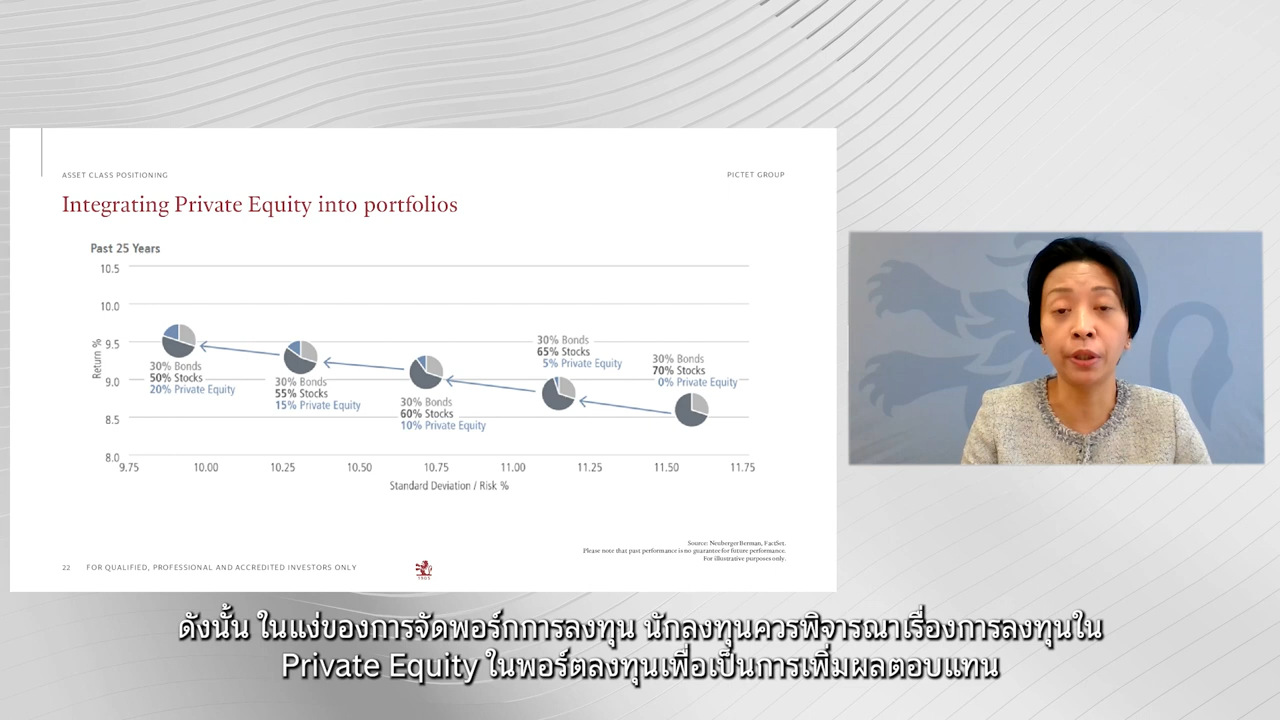 ASSET CLASS POSITIONING
PICTET GROUP
Integrating Private Equity into portfolios
Past 25 Years
Return %
10.5
10.0
9.5
9.0
8.5
8.0
30% Bonds
50% Stocks
20% Private Equity
30% Bonds
55% Stocks
15% Private Equity
30% Bonds
60% Stocks
10% Private Equity
30% Bonds
65% Stocks
5% Private Equity
30% Bonds
70% Stocks
0% Private Equity
9.75 10.00 10.25 10.50 10.75 11.00 11.25 11.50 11.75
Standard Deviation / Risk %
Source: Neuberger Berman, FactSet.
Please note that past performance is no guarantee for future performance.
For illustrative purposes only.
22 FOR QUALIFIED, PROFESSIONAL AND ACCREDITED INVESTORS ONLY
1805
ดังนั้น ในแง่ของการจัดพอร์กการลงทุน นักลงทุนควรพิจารณาเรื่องการลงทุนใน
Private Equity ในพอร์ตลงทุนเพื่อเป็นการเพิ่มผลตอบแทน